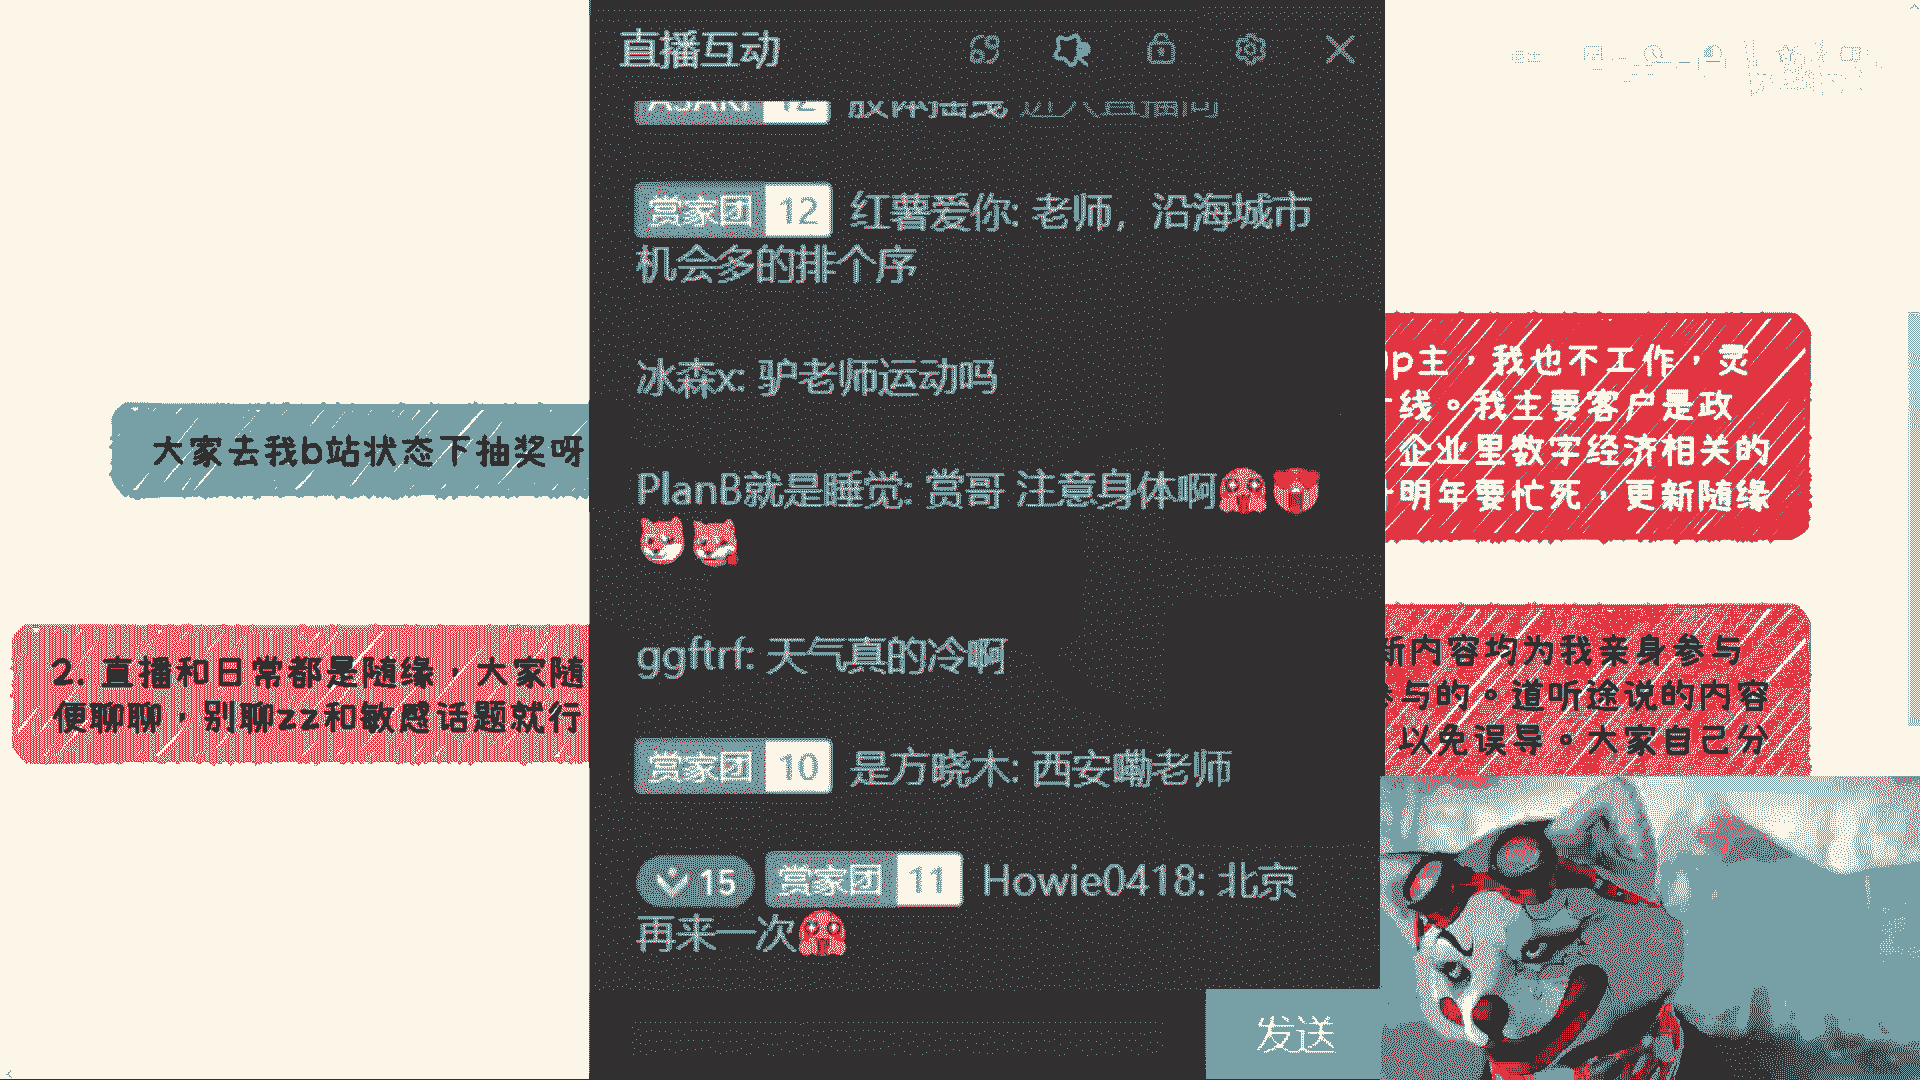 直播互动
ASAKI 12 肢体摇曳 进入直播间
赏家团 12 红薯爱你: 老师，沿海城市
机会多的排个序
冰森x: 驴老师运动吗
PlanB就是睡觉: 赏哥 注意身体啊
ggftrf: 天气真的冷啊
赏家团 10 是方晓木: 西安嘞老师
15 赏家团 11 Howie0418: 北京
再来一次
发送
大家去我b站状态下抽奖呀
2. 直播和日常都是随缘，大家随
便聊聊，别聊zz和敏感话题就行
p主，我也不工作，灵
线。我主要客户是政
企业里数字经济相关的
明年要忙死，更新随缘
新内容均为我亲身参与
参与的。道听途说的内容
以免误导。大家自己分